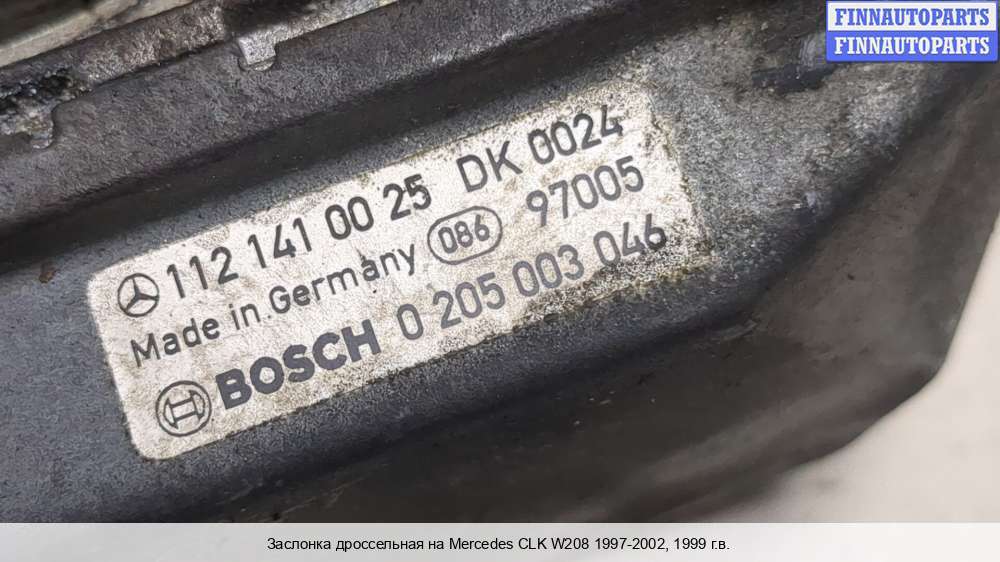 FINNAUTOPARTS
FINNAUTOPARTS
112 141 00 25 DK 0024
Made in Germany 086 97005
BOSCH 0 205 003 046
Заслонка дроссельная на Mercedes CLK W208 1997-2002, 1999 г.в.